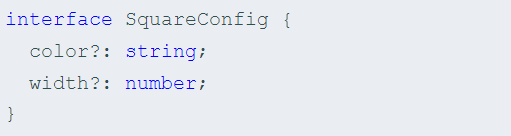 interface SquareConfig {
  color?: string;
  width?: number;
}